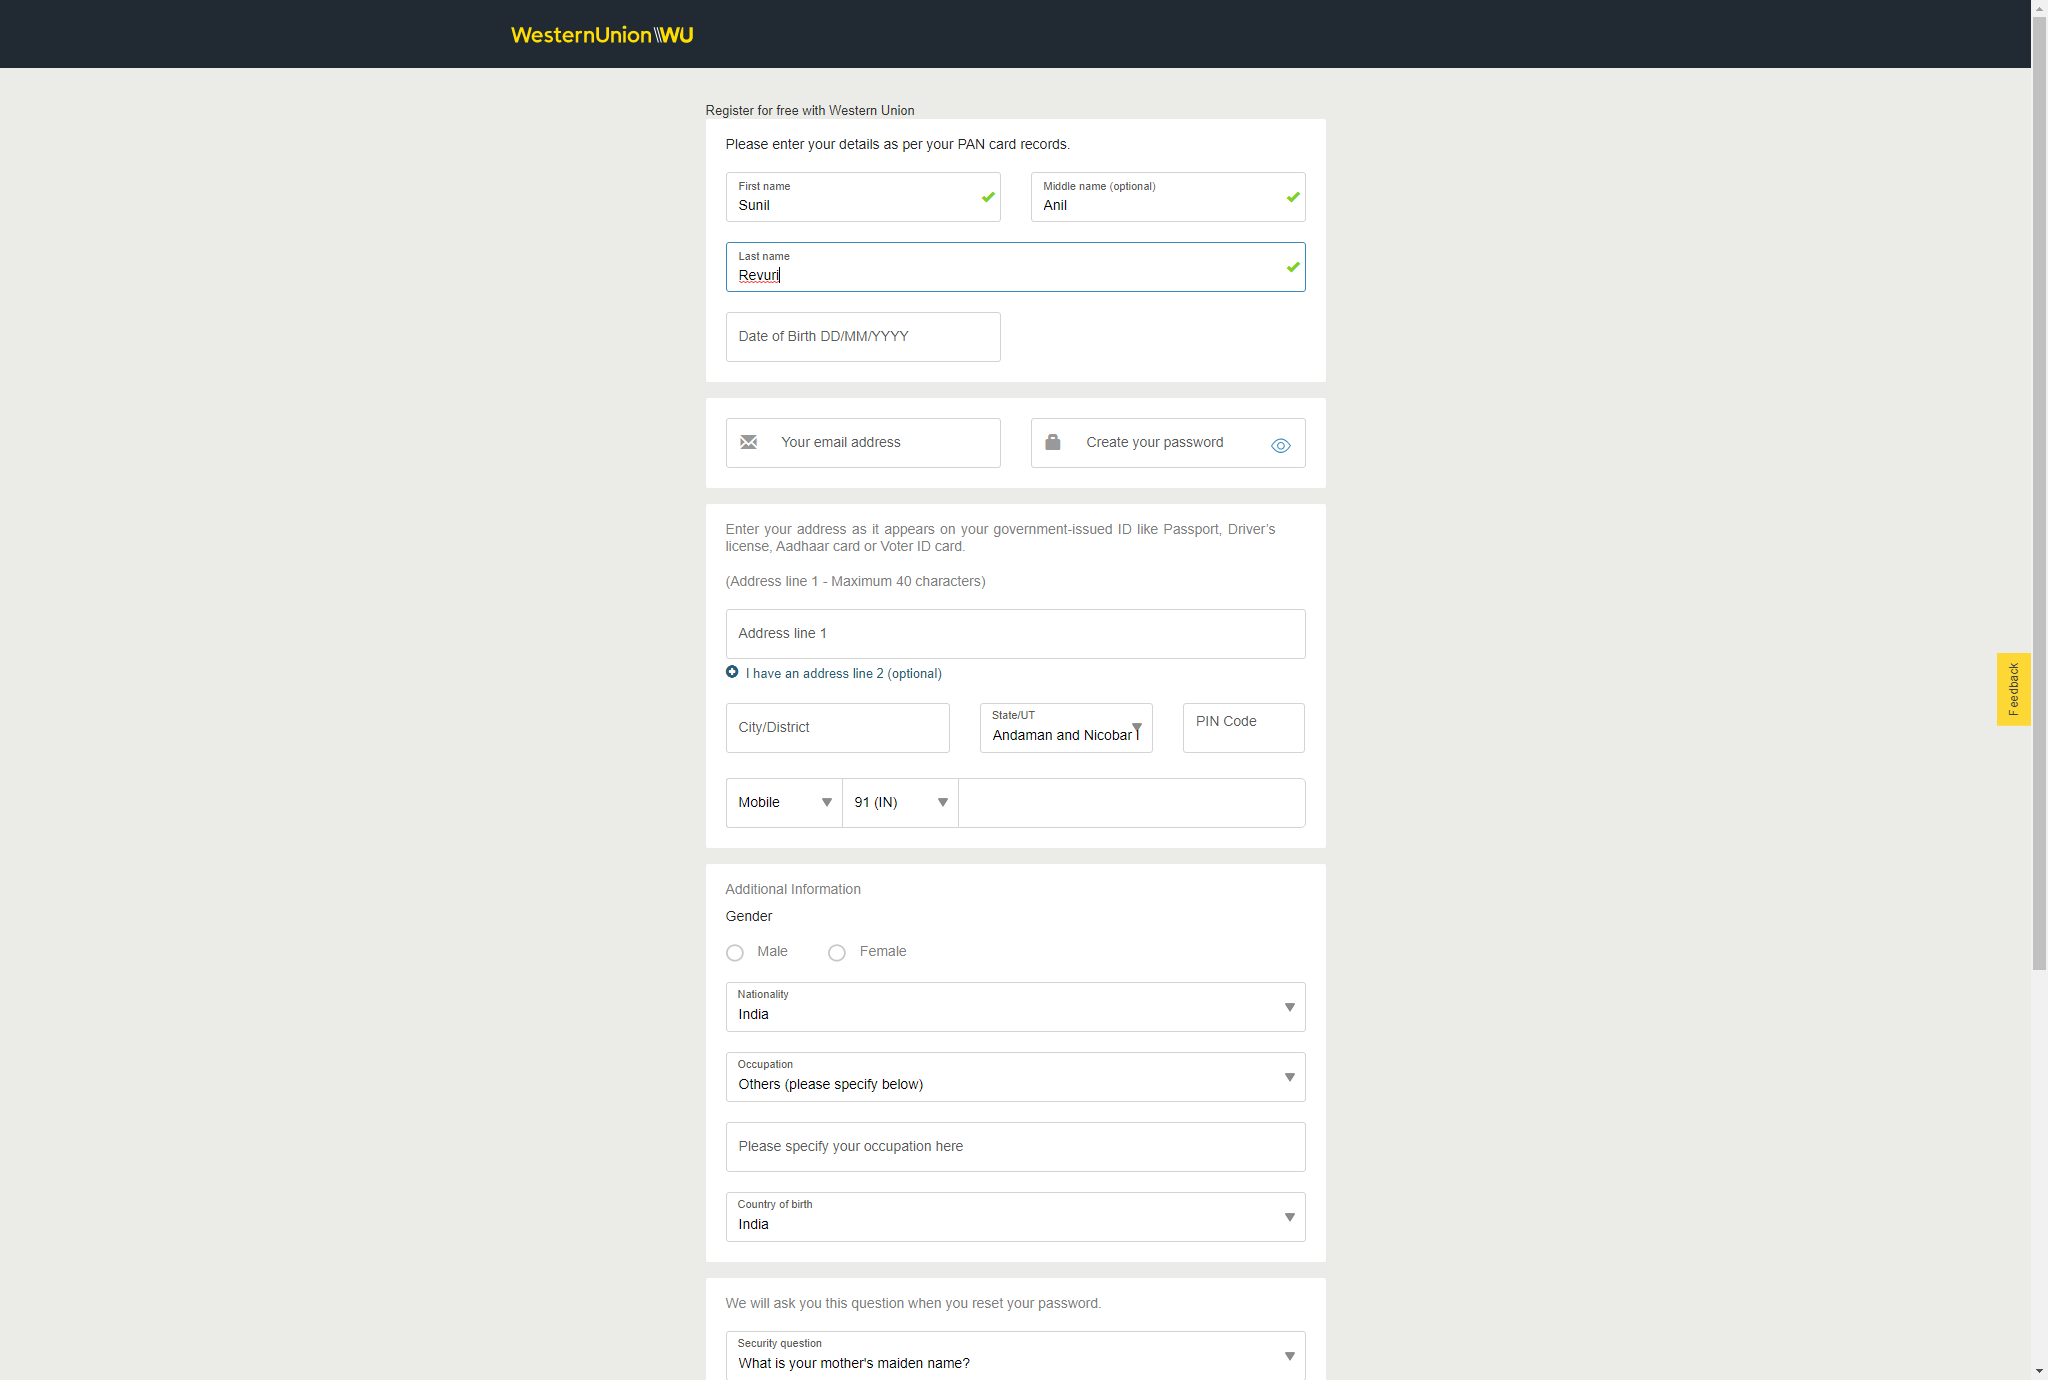 WesternUnion WU
Register for free with Western Union
Please enter your details as per your PAN card records.
First name
Sunil
Middle name (optional)
Anil
Last name
Revuri
Date of Birth DD/MM/YYYY
Your email address
Create your password
Enter your address as it appears on your government-issued ID like Passport, Driver's
license, Aadhaar card or Voter ID card.
(Address line 1 - Maximum 40 characters)
Address line 1
I have an address line 2 (optional)
City/District
State/UT
Andaman and Nicobar
PIN Code
Mobile
91 (IN)
Feedback
Additional Information
Gender
Male
Female
Nationality
India
Occupation
Others (please specify below)
Please specify your occupation here
Country of birth
India
We will ask you this question when you reset your password.
Security question
What is your mother's maiden name?